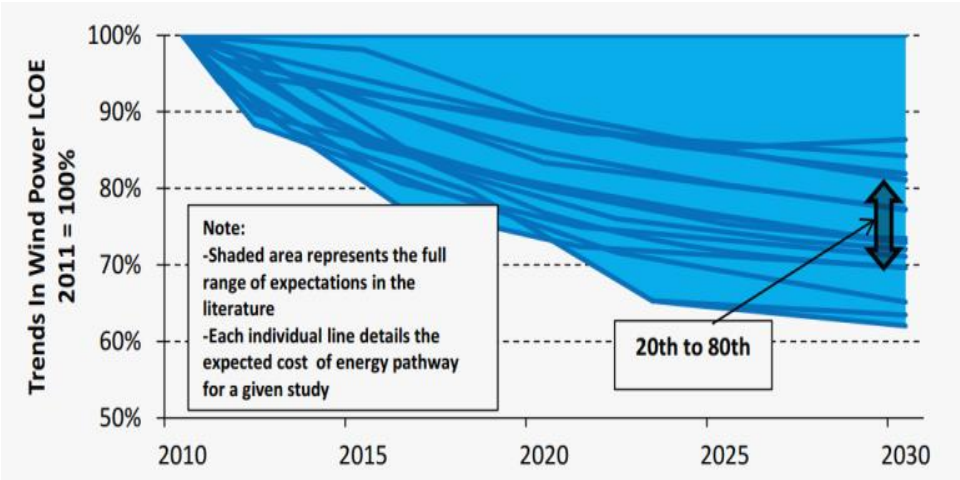 Trends In Wind Power LCOE
2011 = 100%
100%
90%
80%
70%
60%
50%
Note:
-Shaded area represents the full
range of expectations in the
literature
-Each individual line details the
expected cost of energy pathway
for a given study
20th to 80th
2010
2015
2020
2025
2030